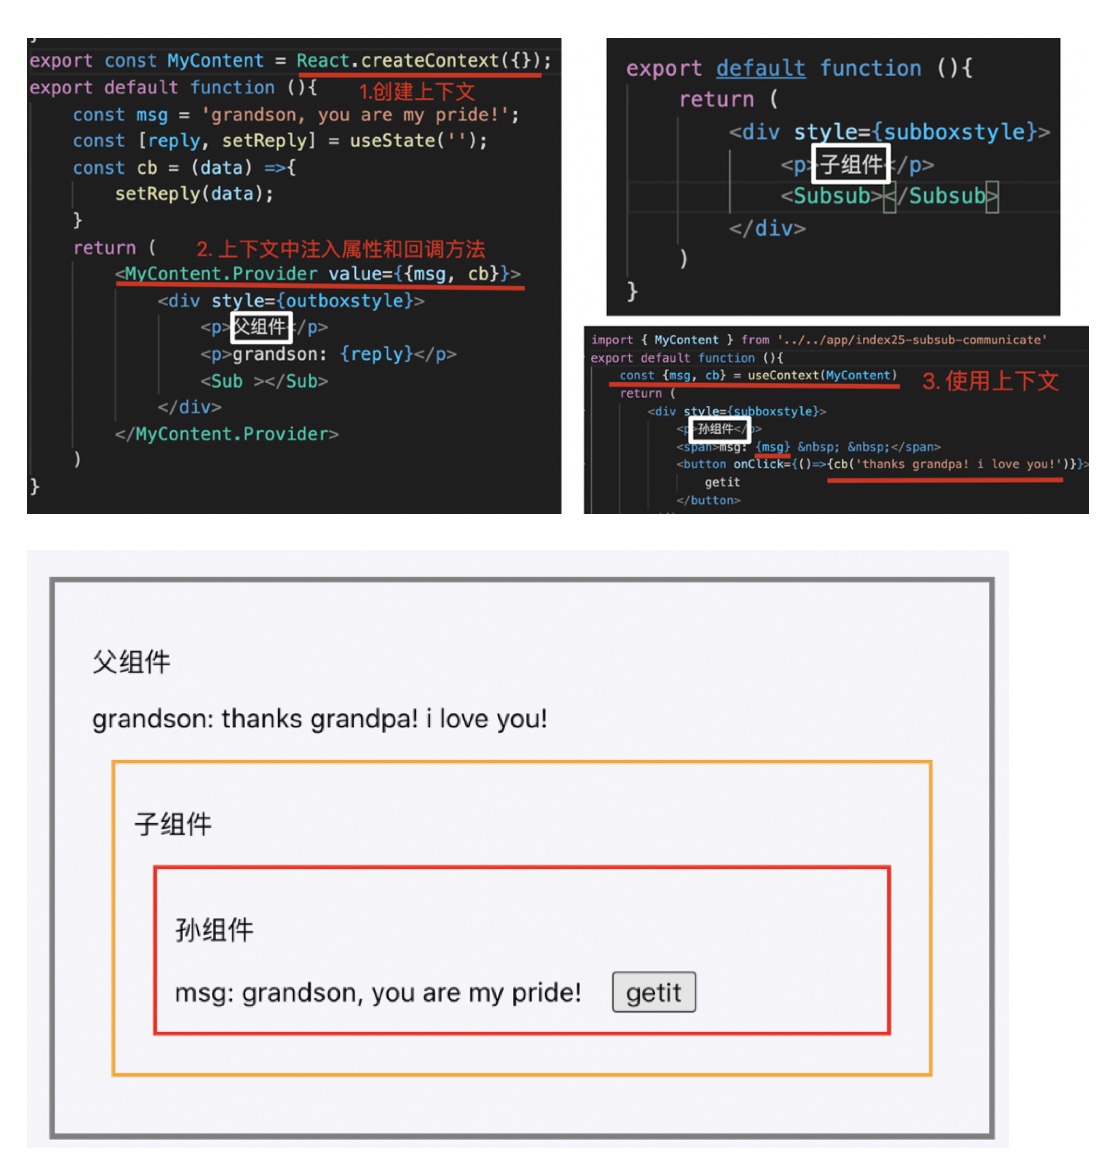 }
export const MyContent = React.createContext({});
export default function (){ 1.创建上下文
const msg = 'grandson, you are my pride!';
const [reply, setReply] = useState('');
const cb = (data) =>{
setReply(data);
}
return ( 2. 上下文中注入属性和回调方法
<MyContent.Provider value={{msg, cb}}>
<div style={outboxstyle}>
<p>父组件</p>
<p>grandson: {reply}</p>
<Sub ></Sub>
</div>
</MyContent.Provider>
)
}
export default function (){
return (
<div style={subboxstyle}>
<p>子组件</p>
<Subsub></Subsub>
</div>
)
}
import { MyContent } from '../../app/index25-subsub-communicate'
export default function (){
const {msg, cb} = useContext(MyContent) 3. 使用上下文
return (
<div style={subboxstyle}>
<p>孙组件</p>
<span>msg: {msg} &nbsp; &nbsp;</span>
<button onClick={()=>{cb('thanks grandpa! i love you!')}}>
getit
</button>
父组件
grandson: thanks grandpa! i love you!
子组件
孙组件
msg: grandson, you are my pride! getit